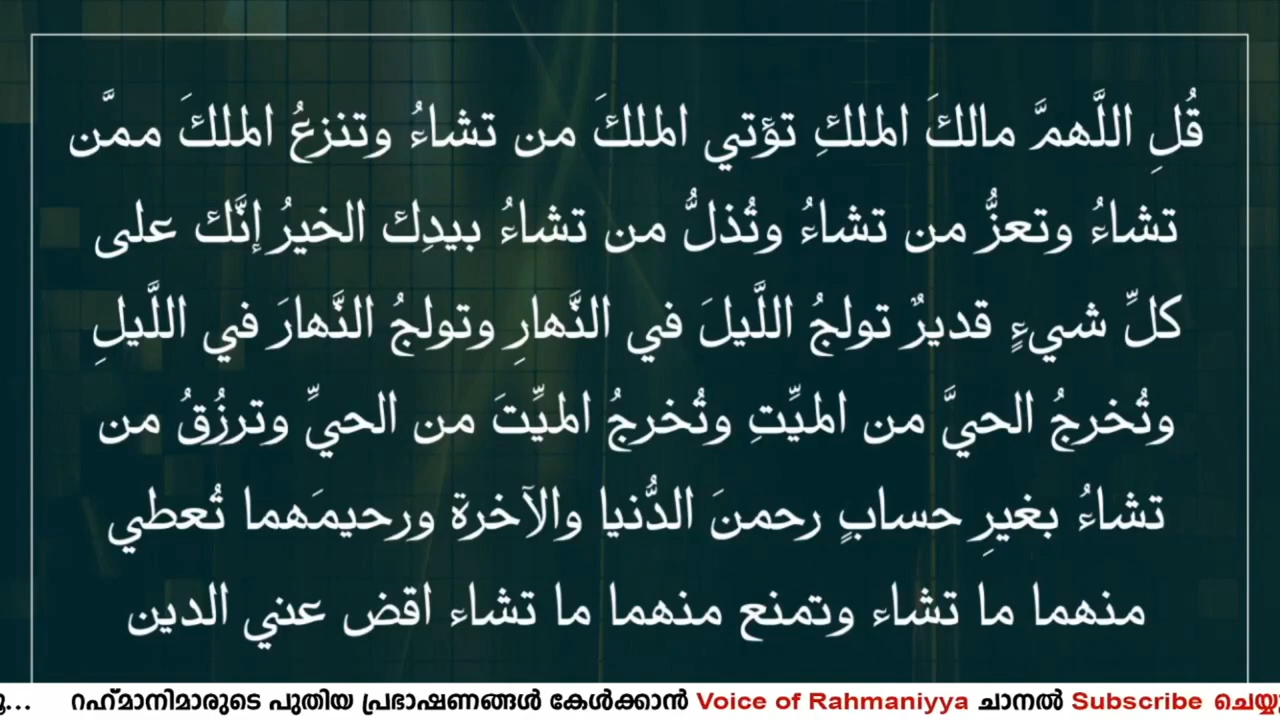 قُلِ اللَّهمَّ مالكَ الملكِ تؤتي الملكَ من تشاءُ وتنزعُ الملكَ ممَّن
تشاءُ وتعزُّ من تشاءُ وتُذلُّ من تشاءُ بيدِك الخيرُ إنَّك على
كلِّ شيءٍ قديرٌ تولجُ اللَّيلَ في النَّهارِ وتولجُ النَّهارَ في اللَّيلِ
وتُخرجُ الحيَّ من الميِّتِ وتُخرجُ الميِّتَ من الحيِّ وترزُقُ من
تشاءُ بغيرِ حسابٍ رحمنَ الدُّنيا والآخرة ورحيمَهما تُعطي
منهما ما تشاء وتمنع منهما ما تشاء اقض عني الدين
റഹ്‌മാനിമാരുടെ പുതിയ പ്രഭാഷണങ്ങൾ കേൾക്കാൻ Voice of Rahmaniyya ചാനൽ Subscribe